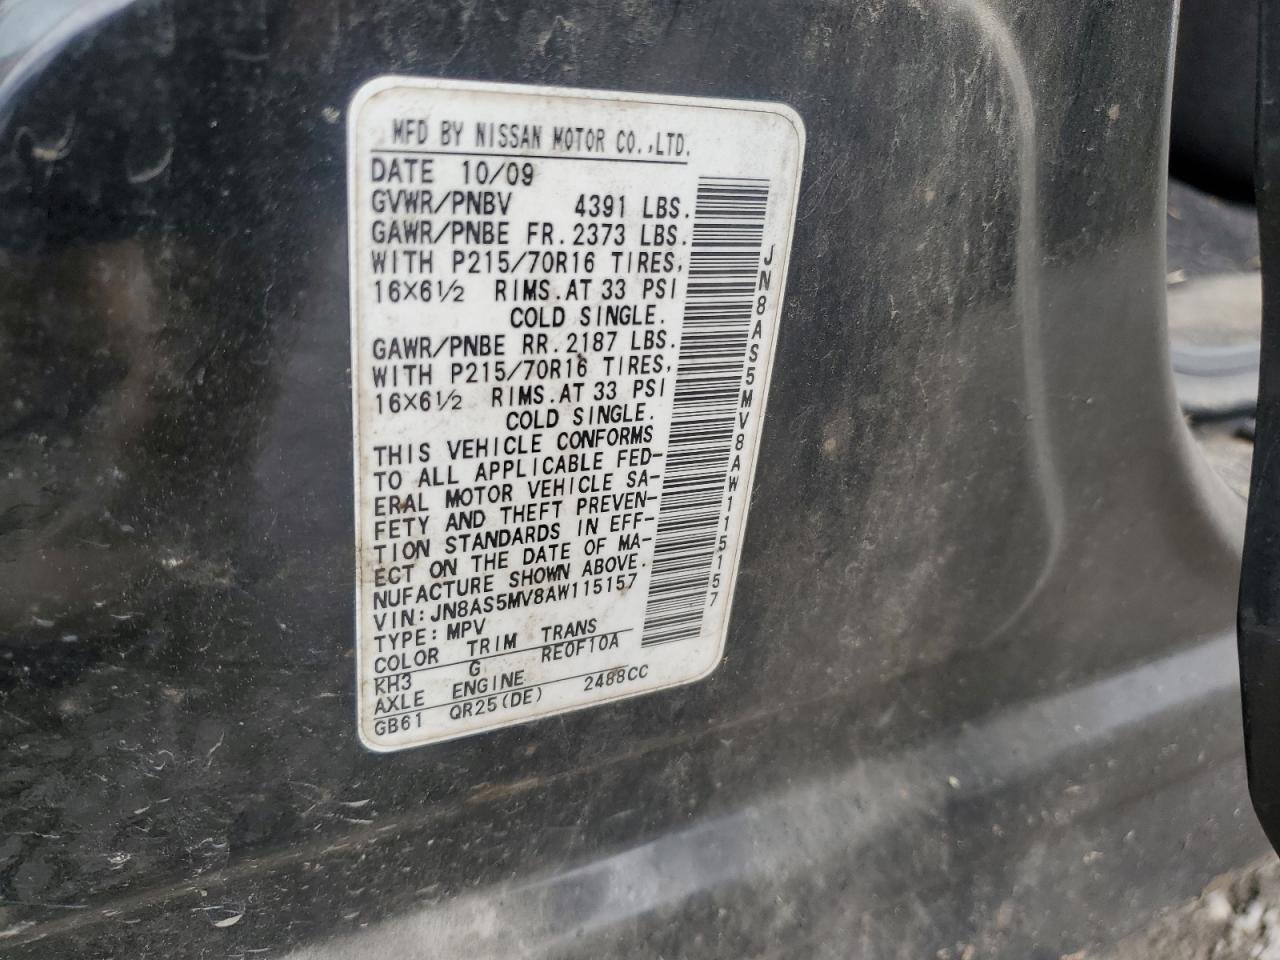 MFD BY NISSAN MOTOR CO.,LTD.
DATE 10/09
GVWR/PNBV 4391 LBS.
GAWR/PNBE FR. 2373 LBS.
WITH P215/70R16 TIRES,
16×6½ RIMS. AT 33 PSI
COLD SINGLE.
GAWR/PNBE RR. 2187 LBS.
WITH P215/70R16 TIRES,
16×6½ RIMS. AT 33 PSI
COLD SINGLE.
THIS VEHICLE CONFORMS
TO ALL APPLICABLE FED-
ERAL MOTOR VEHICLE SA-
FETY AND THEFT PREVEN-
TION STANDARDS IN EFF-
ECT ON THE DATE OF MA-
NUFACTURE SHOWN ABOVE.
VIN: JN8AS5MV8AW115157
TYPE: MPV
COLOR TRIM TRANS
KH3 G RE0F10A
AXLE ENGINE
GB61 QR25(DE) 2488CC
JN8AS5MV8AW115157